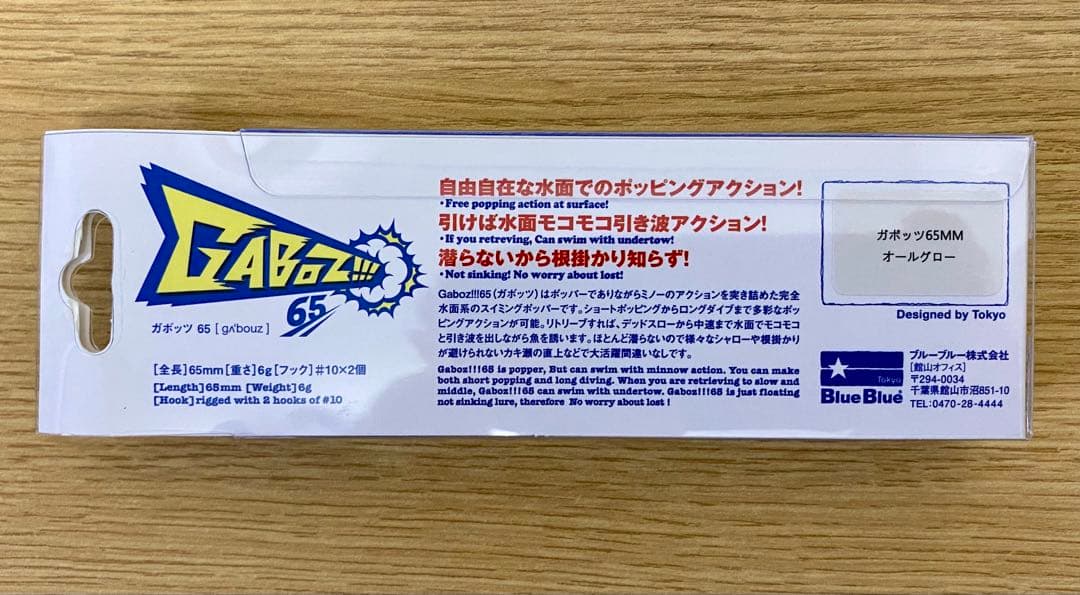 GABOZ!!!
65
ガボッツ 65 [ gʌ'bouz ]
【全長】65mm【重さ】6g【フック】#10×2個
[Length]65mm [Weight]6g
[Hook]rigged with 2 hooks of #10
自由自在な水面でのポッピングアクション!
・Free popping action at surface!
引けば水面モコモコ引き波アクション!
・If you retreving, Can swim with undertow!
潜らないから根掛かり知らず!
・Not sinking! No worry about lost!
Gaboz!!!65(ガボッツ)はポッパーでありながらミノーのアクションを突き詰めた完全
水面系のスイミングポッパーです。ショートポッピングからロングダイブまで多彩なポッ
ピングアクションが可能。リトリーブすれば、デッドスローから中速まで水面でモコモコ
と引き波を出しながら魚を誘います。ほとんど潜らないので様々なシャローや根掛かり
が避けられないカキ瀬の直上などで大活躍間違いなしです。
Gaboz!!!65 is popper, But can swim with minnow action. You can make
both short popping and long diving. When you are retrieving to slow and
middle, Gaboz!!!65 can swim with undertow. Gaboz!!!65 is just floating
not sinking lure, therefore No worry about lost !
ガボッツ65MM
オールグロー
Designed by Tokyo
Tokyo
BlueBlue®
ブルーブルー株式会社
[館山オフィス]
〒294-0034
千葉県館山市沼851-10
TEL:0470-28-4444